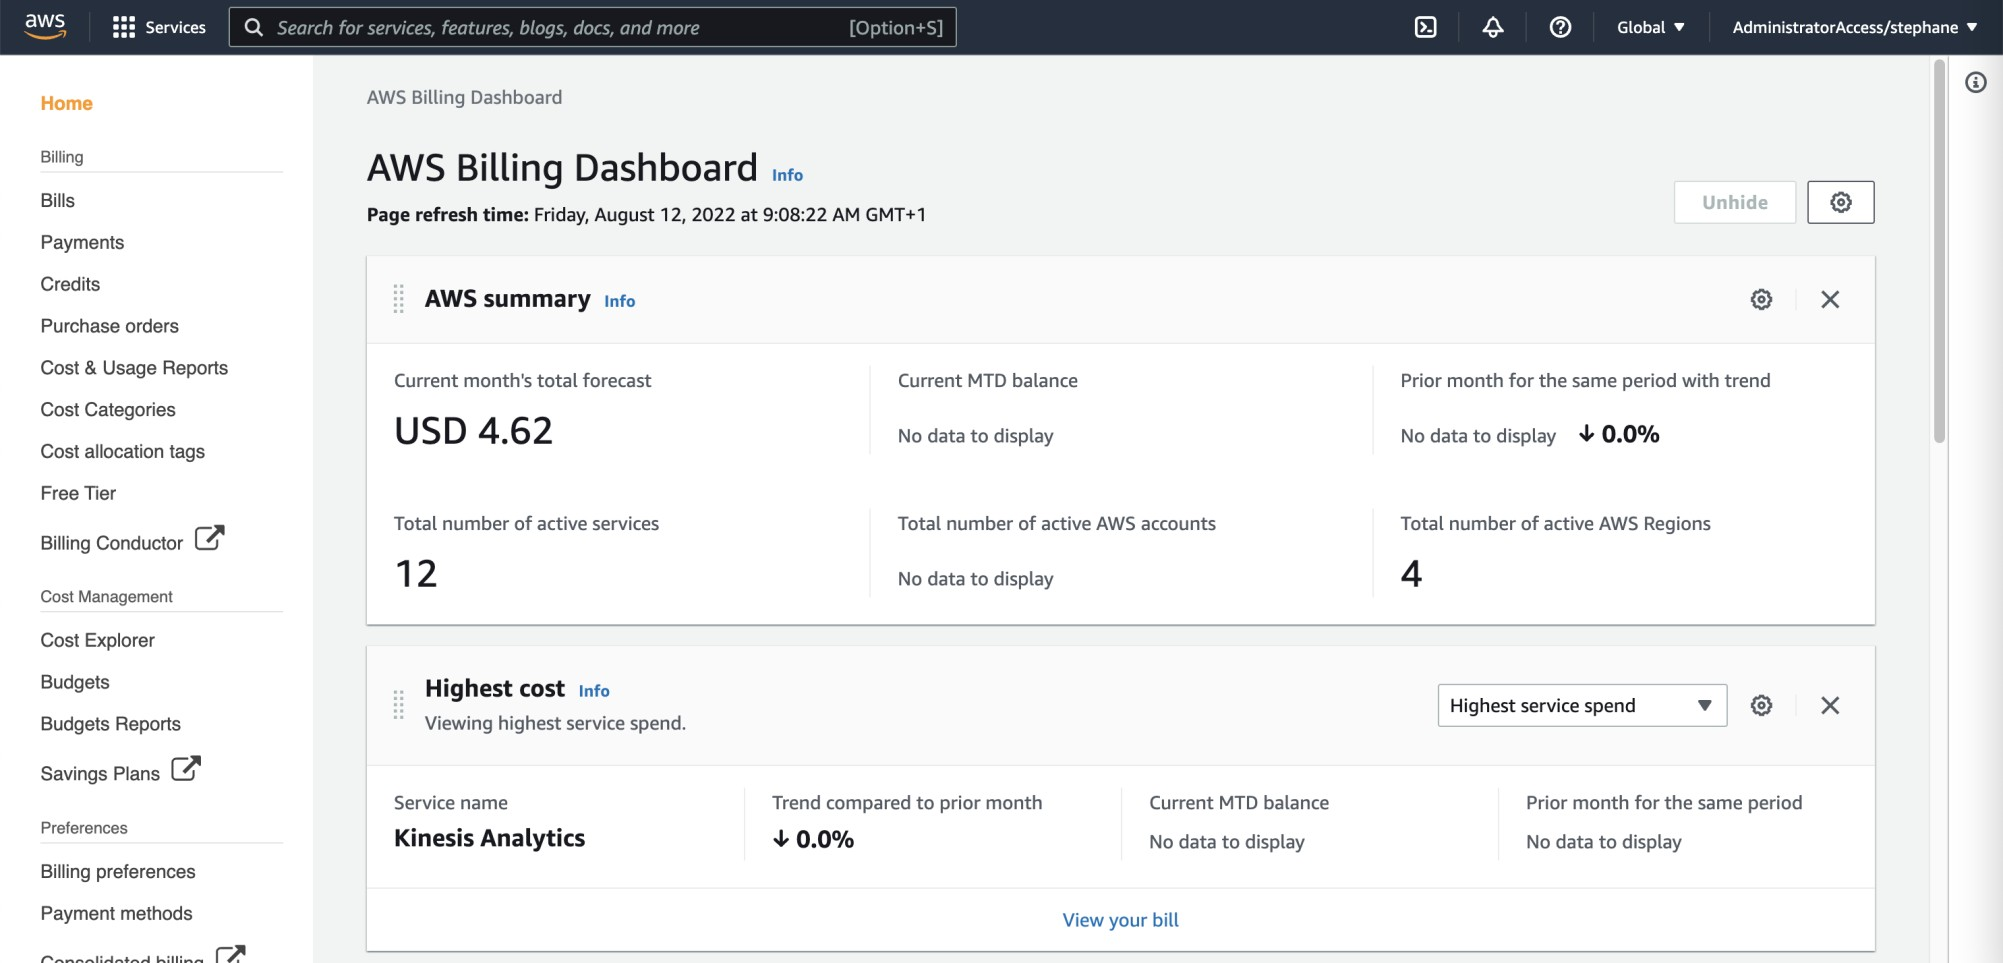 aws
Services
Search for services, features, blogs, docs, and more [Option+S]
Global
AdministratorAccess/stephane
Home
Billing
Bills
Payments
Credits
Purchase orders
Cost & Usage Reports
Cost Categories
Cost allocation tags
Free Tier
Billing Conductor
Cost Management
Cost Explorer
Budgets
Budgets Reports
Savings Plans
Preferences
Billing preferences
Payment methods
Consolidated billing
AWS Billing Dashboard
AWS Billing Dashboard Info
Page refresh time: Friday, August 12, 2022 at 9:08:22 AM GMT+1
Unhide
AWS summary Info
Current month's total forecast
USD 4.62
Current MTD balance
No data to display
Prior month for the same period with trend
No data to display ↓ 0.0%
Total number of active services
12
Total number of active AWS accounts
No data to display
Total number of active AWS Regions
4
Highest cost Info
Viewing highest service spend.
Highest service spend
Service name
Kinesis Analytics
Trend compared to prior month
↓ 0.0%
Current MTD balance
No data to display
Prior month for the same period
No data to display
View your bill